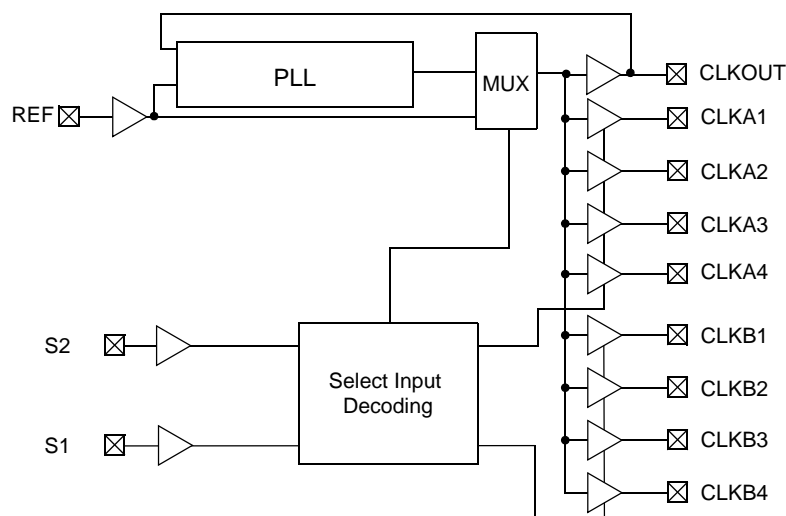 PLL
MUX
REF
CLKOUT
CLKA1
CLKA2
CLKA3
CLKA4
S2
Select Input
Decoding
S1
CLKB1
CLKB2
CLKB3
CLKB4